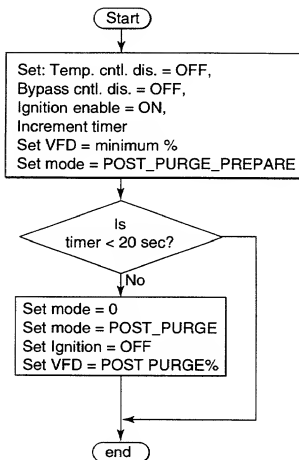 Start
Set: Temp. cntl. dis. = OFF,
Bypass cntl. dis. = OFF,
Ignition enable = ON,
Increment timer
Set VFD = minimum %
Set mode = POST_PURGE_PREPARE
Is
timer < 20 sec?
No
Set mode = 0
Set mode = POST_PURGE
Set Ignition = OFF
Set VFD = POST PURGE%
end